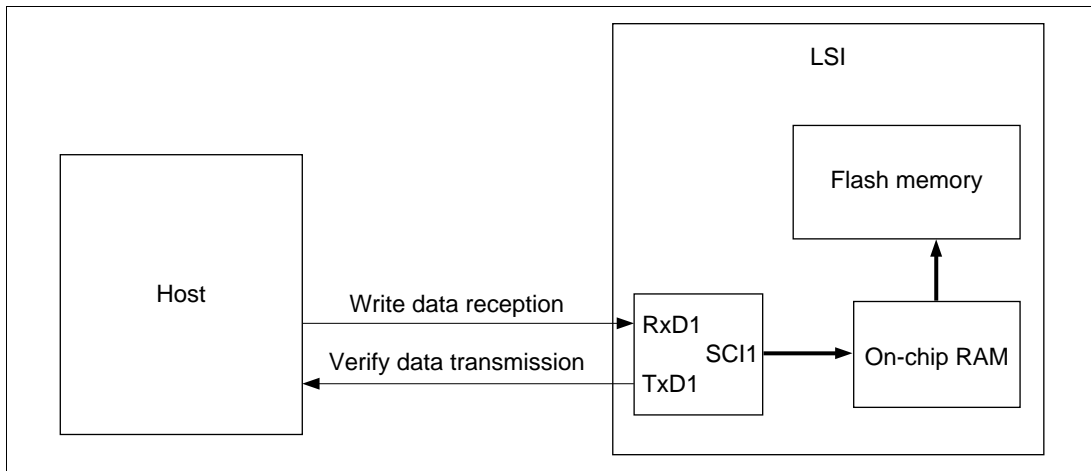 LSI
Flash memory
Host
Write data reception
RxD1
SCI1
On-chip RAM
Verify data transmission
TxD1